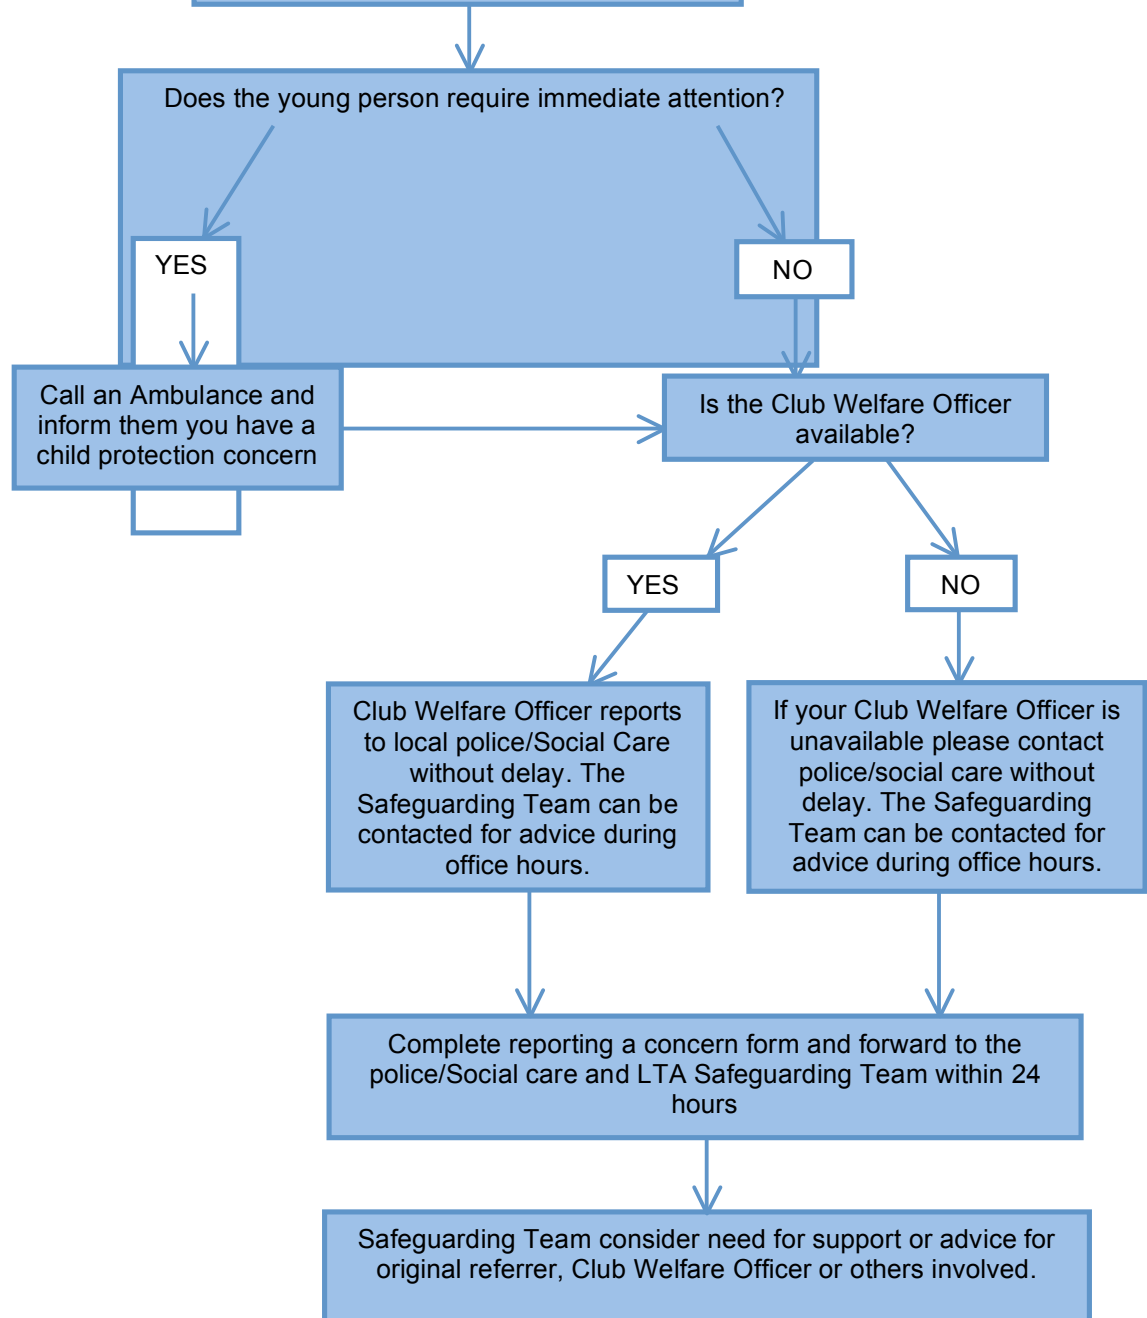 Does the young person require immediate attention?
YES
NO
Call an Ambulance and
inform them you have a
child protection concern
Is the Club Welfare Officer
available?
YES
NO
Club Welfare Officer reports
to local police/Social Care
without delay. The
Safeguarding Team can be
contacted for advice during
office hours.
If your Club Welfare Officer is
unavailable please contact
police/social care without
delay. The Safeguarding
Team can be contacted for
advice during office hours.
Complete reporting a concern form and forward to the
police/Social care and LTA Safeguarding Team within 24
hours
Safeguarding Team consider need for support or advice for
original referrer, Club Welfare Officer or others involved.